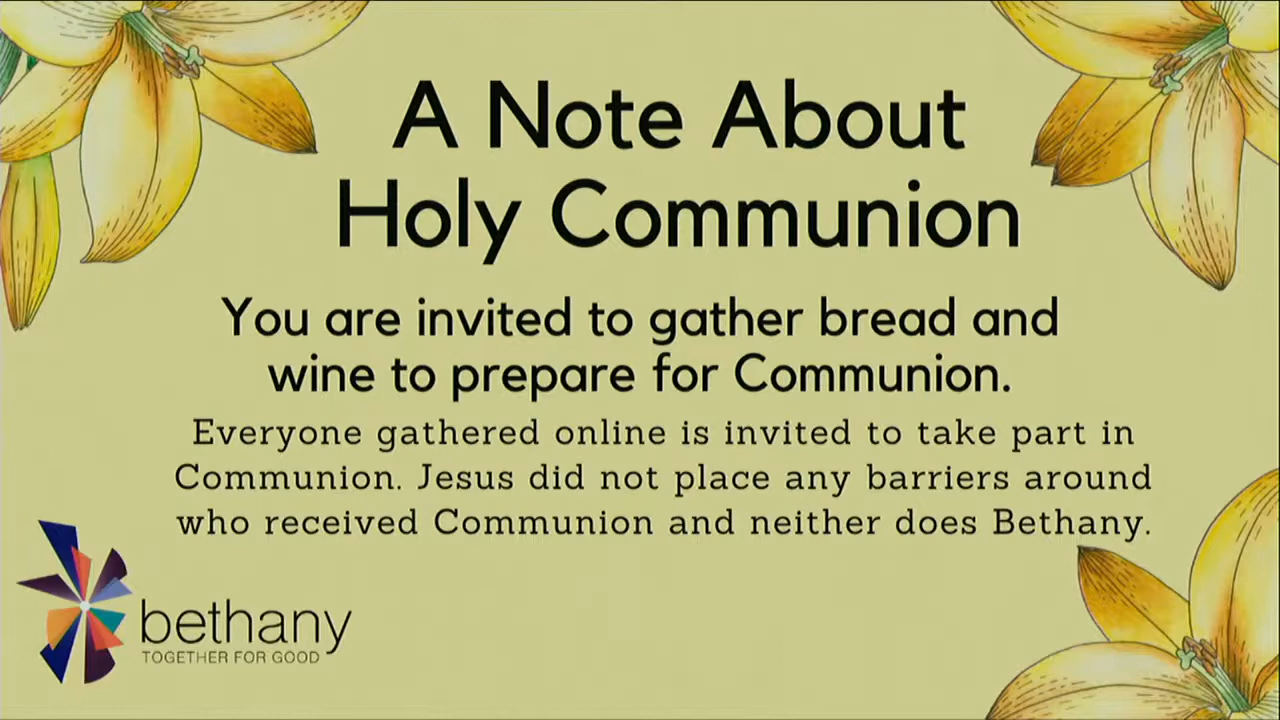 A Note About
Holy Communion
You are invited to gather bread and
wine to prepare for Communion.
Everyone gathered online is invited to take part in
Communion. Jesus did not place any barriers around
who received Communion and neither does Bethany.
bethany
TOGETHER FOR GOOD